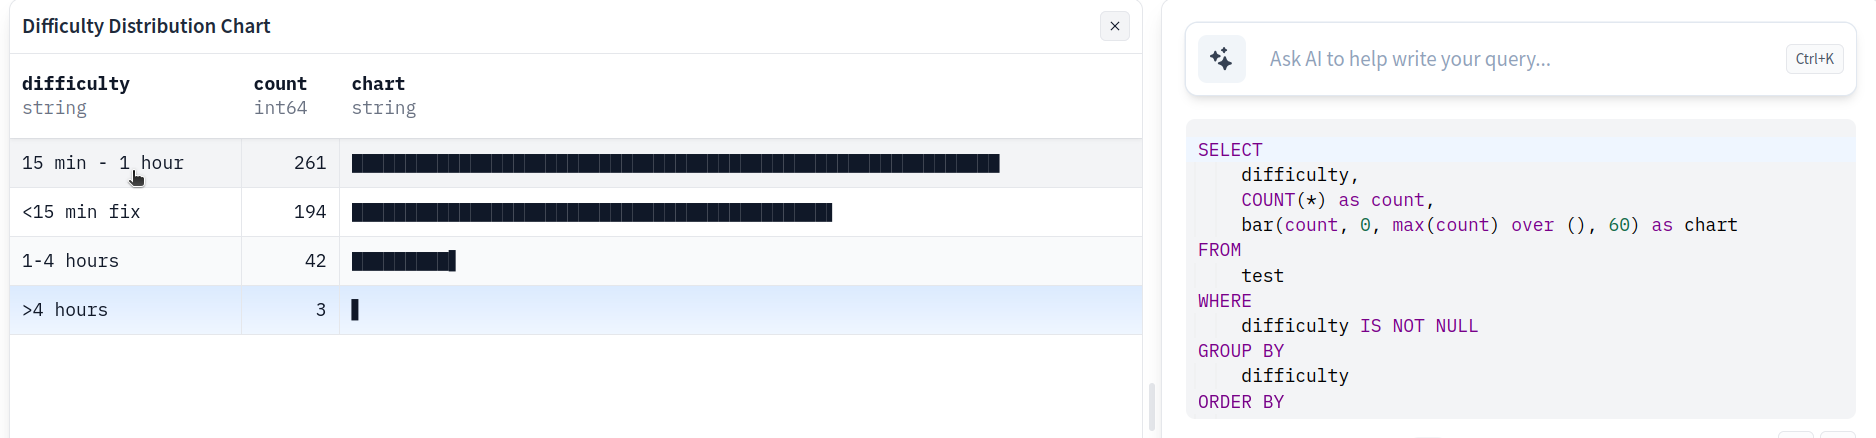 Difficulty Distribution Chart
×
difficulty count chart
string int64 string
15 min - 1 hour 261
<15 min fix 194
1-4 hours 42
>4 hours 3
Ask AI to help write your query...
Ctrl+K
SELECT
difficulty,
COUNT(*) as count,
bar(count, 0, max(count) over (), 60) as chart
FROM
test
WHERE
difficulty IS NOT NULL
GROUP BY
difficulty
ORDER BY